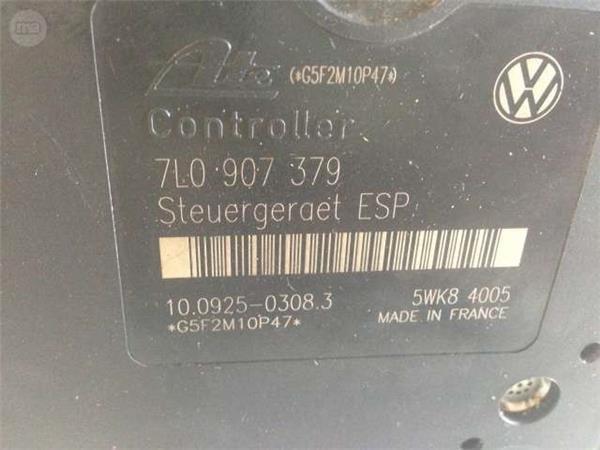 Ate (*G5F2M10P47*)
Controller
7L0 907 379
Steuergeraet ESP
10.0925-0308.3 5WK8 4005
*G5F2M10P47* MADE IN FRANCE